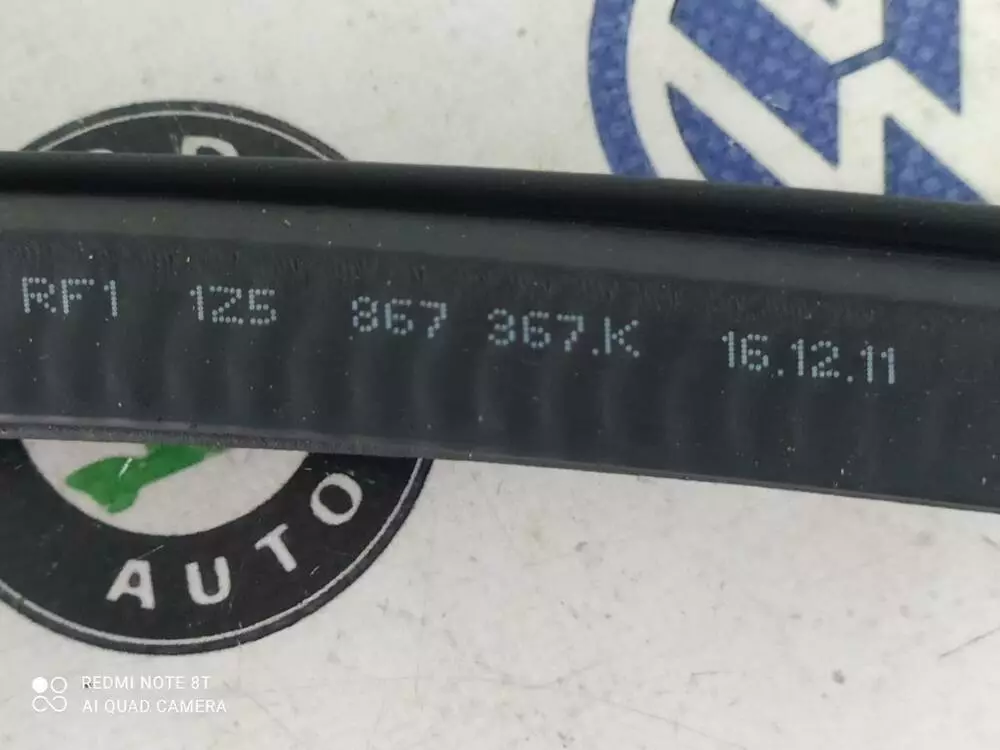 RF1 1Z5 867 367.K 16.12.11
AUTO
REDMI NOTE 8T
AI QUAD CAMERA